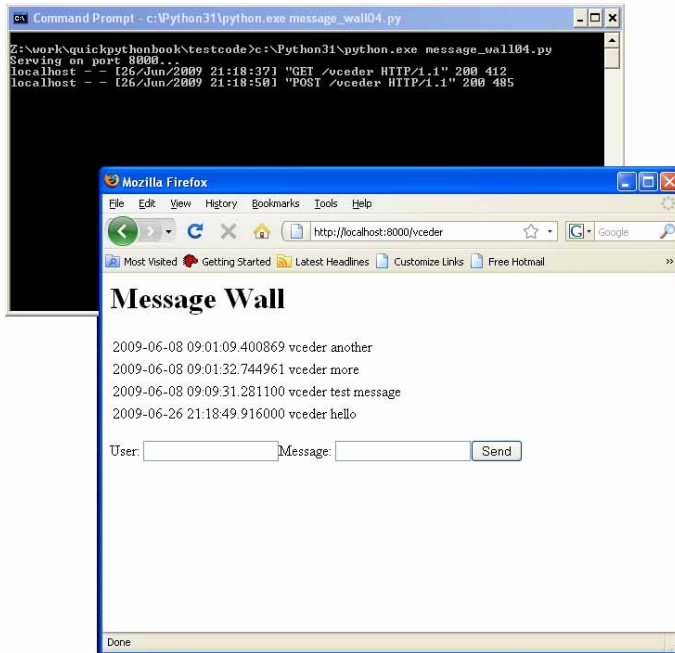 Command Prompt - c:\Python31\python.exe message_wall04.py
Z:\work\quickpythonbook\testcode>c:\Python31\python.exe message_wall04.py
Serving on port 8000...
localhost - - [26/Jun/2009 21:18:37] "GET /vceder HTTP/1.1" 200 412
localhost - - [26/Jun/2009 21:18:50] "POST /vceder HTTP/1.1" 200 485
Mozilla Firefox
File Edit View History Bookmarks Tools Help
http://localhost:8000/vceder G Google
Most Visited Getting Started Latest Headlines Customize Links Free Hotmail »
Message Wall
2009-06-08 09:01:09.400869 vceder another
2009-06-08 09:01:32.744961 vceder more
2009-06-08 09:09:31.281100 vceder test message
2009-06-26 21:18:49.916000 vceder hello
User: Message: Send
Done